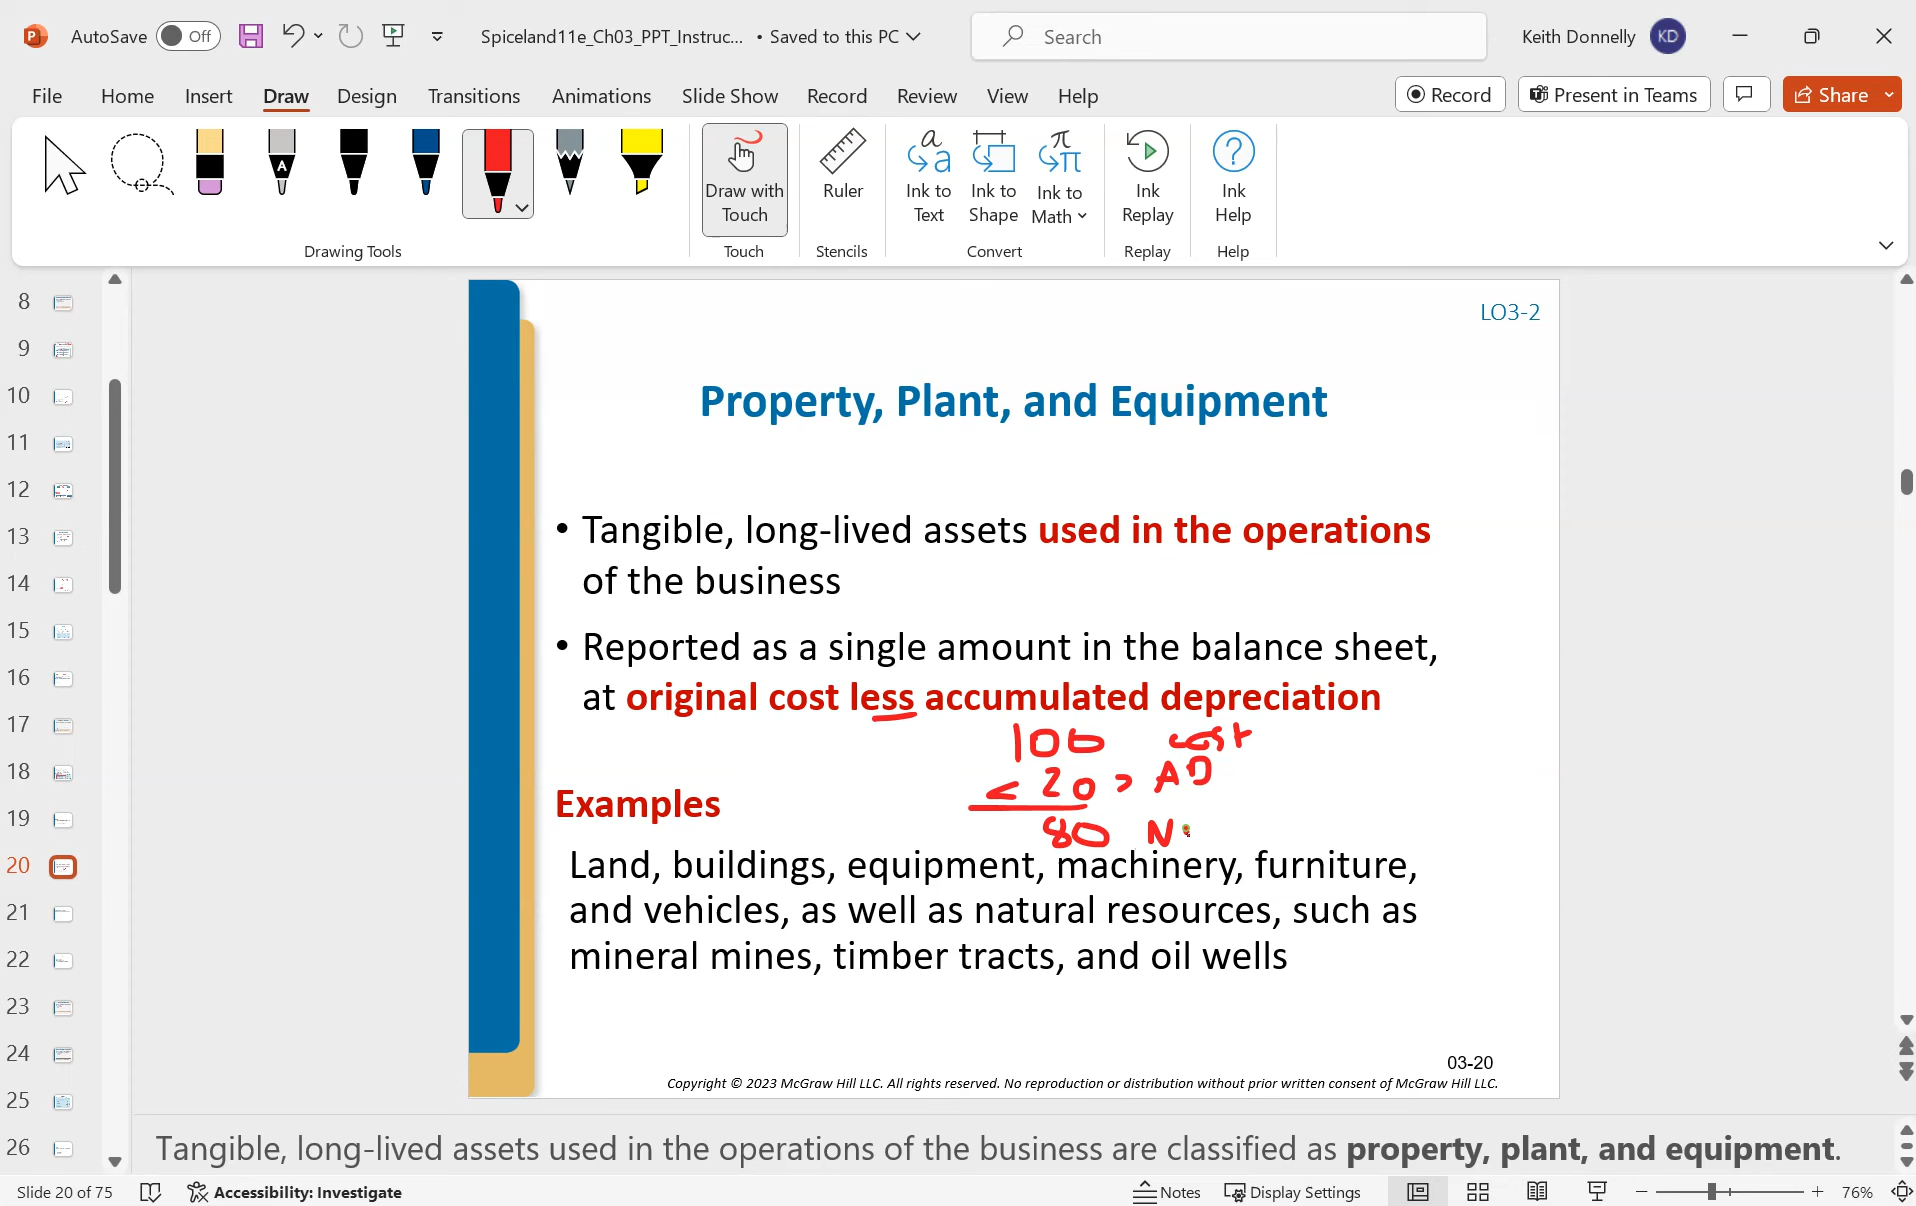 AutoSave Off Spiceland11e_Ch03_PPT_Instruc... • Saved to this PC Search Keith Donnelly KD
File Home Insert Draw Design Transitions Animations Slide Show Record Review View Help Record Present in Teams Share
Draw with Touch
Ruler
Ink to Text
Ink to Shape
Ink to Math
Ink Replay
Ink Help
Drawing Tools Touch Stencils Convert Replay Help
8
9
10
11
12
13
14
15
16
17
18
19
20
21
22
23
24
25
26
LO3-2
Property, Plant, and Equipment
• Tangible, long-lived assets used in the operations
of the business
• Reported as a single amount in the balance sheet,
at original cost less accumulated depreciation
100 cost
< 20 > AD
80 N
Examples
Land, buildings, equipment, machinery, furniture,
and vehicles, as well as natural resources, such as
mineral mines, timber tracts, and oil wells
03-20
Copyright © 2023 McGraw Hill LLC. All rights reserved. No reproduction or distribution without prior written consent of McGraw Hill LLC.
Tangible, long-lived assets used in the operations of the business are classified as property, plant, and equipment.
Slide 20 of 75 Accessibility: Investigate Notes Display Settings 76%